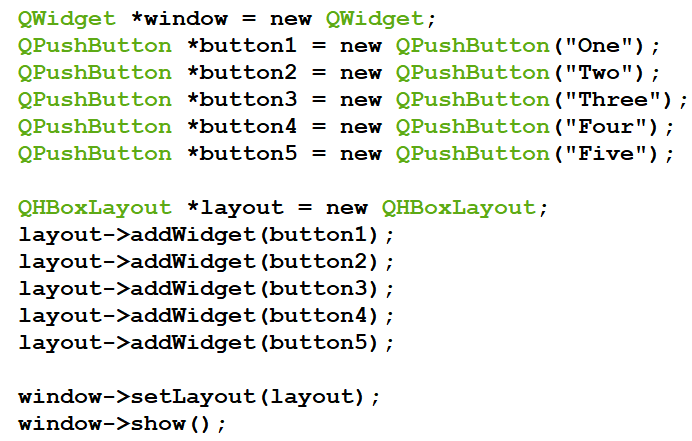 QWidget *window = new QWidget;
QPushButton *button1 = new QPushButton("One");
QPushButton *button2 = new QPushButton("Two");
QPushButton *button3 = new QPushButton("Three");
QPushButton *button4 = new QPushButton("Four");
QPushButton *button5 = new QPushButton("Five");

QHBoxLayout *layout = new QHBoxLayout;
layout->addWidget(button1);
layout->addWidget(button2);
layout->addWidget(button3);
layout->addWidget(button4);
layout->addWidget(button5);

window->setLayout(layout);
window->show();